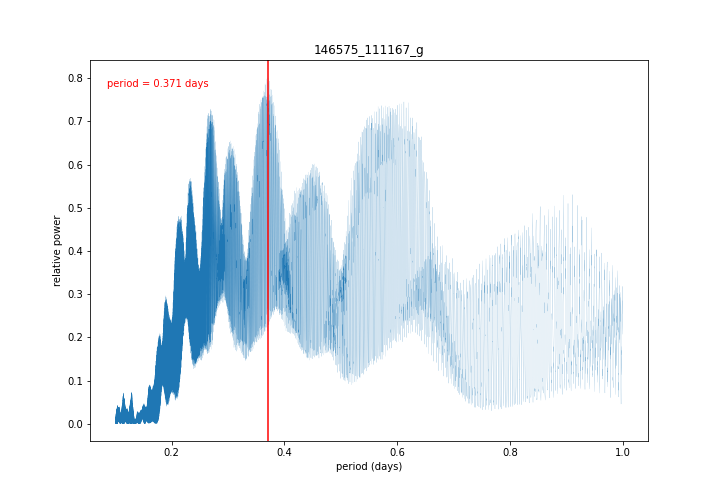 146575_111167_g
period = 0.371 days
relative power
0.8
0.7
0.6
0.5
0.4
0.3
0.2
0.1
0.0
0.2 0.4 0.6 0.8 1.0
period (days)